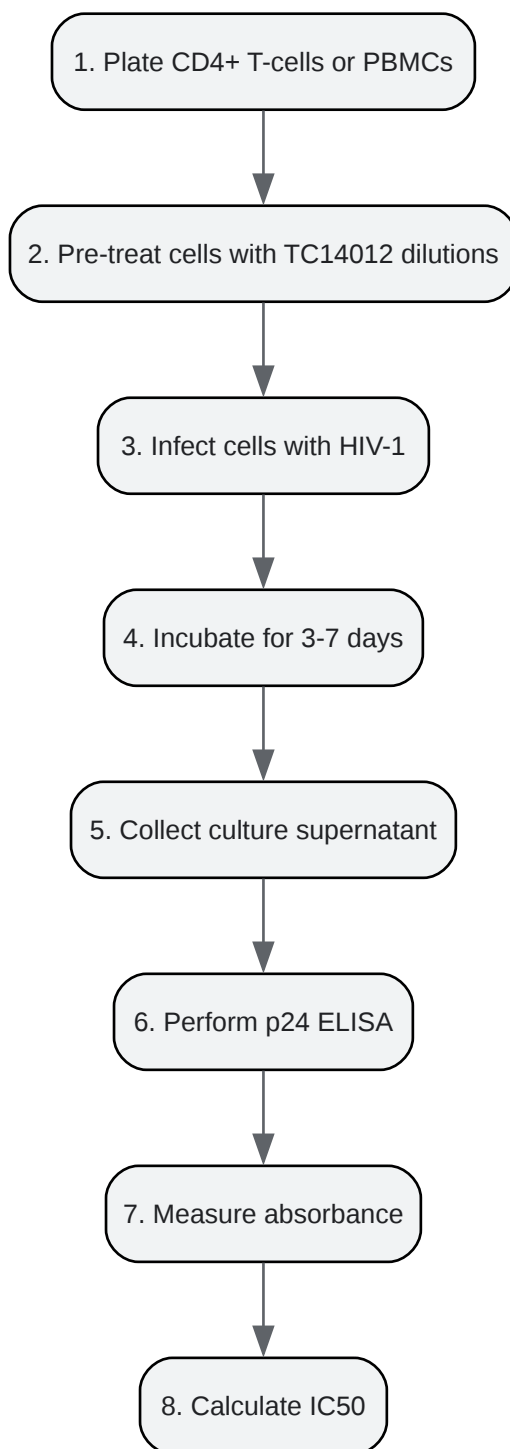 1. Plate CD4+ T-cells or PBMCs
2. Pre-treat cells with TC14012 dilutions
3. Infect cells with HIV-1
4. Incubate for 3-7 days
5. Collect culture supernatant
6. Perform p24 ELISA
7. Measure absorbance
8. Calculate IC50